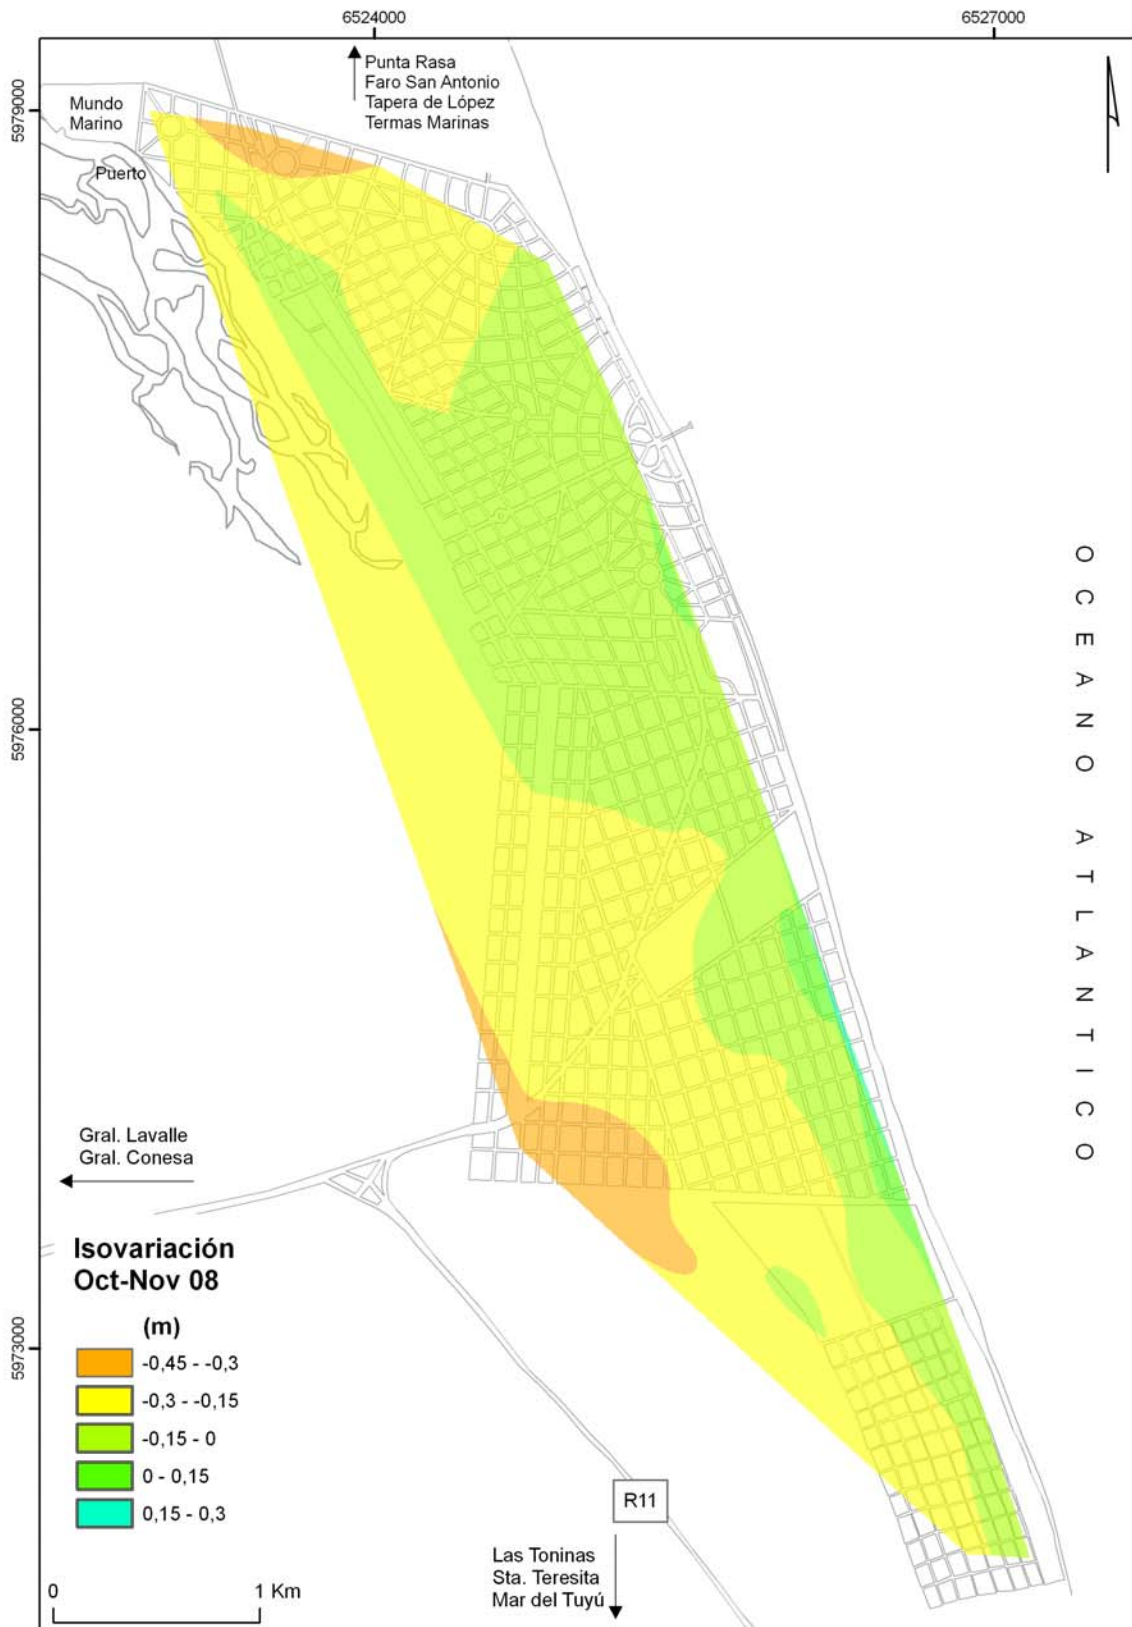 6524000
6527000
5979000
5976000
5973000
Punta Rasa
Faro San Antonio
Tapera de López
Termas Marinas
Mundo
Marino
Puerto
OCEANO ATLANTICO
Gral. Lavalle
Gral. Conesa
Isovariación
Oct-Nov 08
(m)
-0,45 - -0,3
-0,3 - -0,15
-0,15 - 0
0 - 0,15
0,15 - 0,3
R11
Las Toninas
Sta. Teresita
Mar del Tuyú
0
1 Km